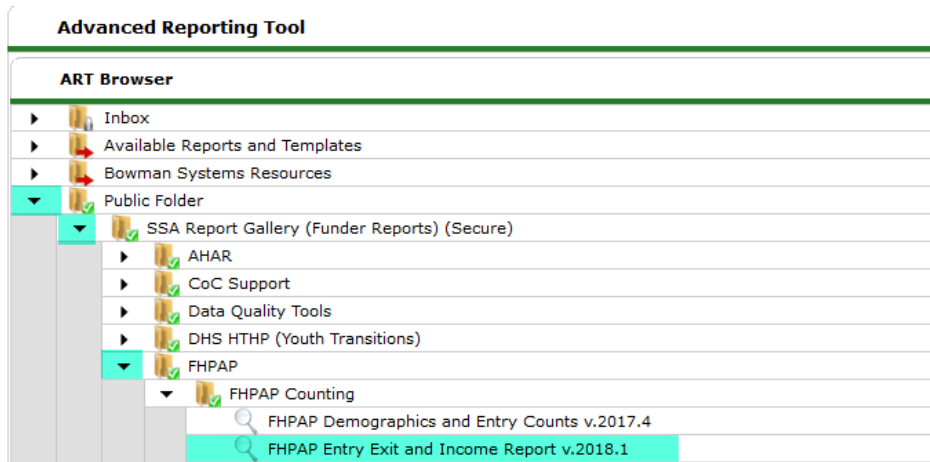 Advanced Reporting Tool
ART Browser
Inbox
Available Reports and Templates
Bowman Systems Resources
Public Folder
SSA Report Gallery (Funder Reports) (Secure)
AHAR
CoC Support
Data Quality Tools
DHS HTHP (Youth Transitions)
FHPAP
FHPAP Counting
FHPAP Demographics and Entry Counts v.2017.4
FHPAP Entry Exit and Income Report v.2018.1